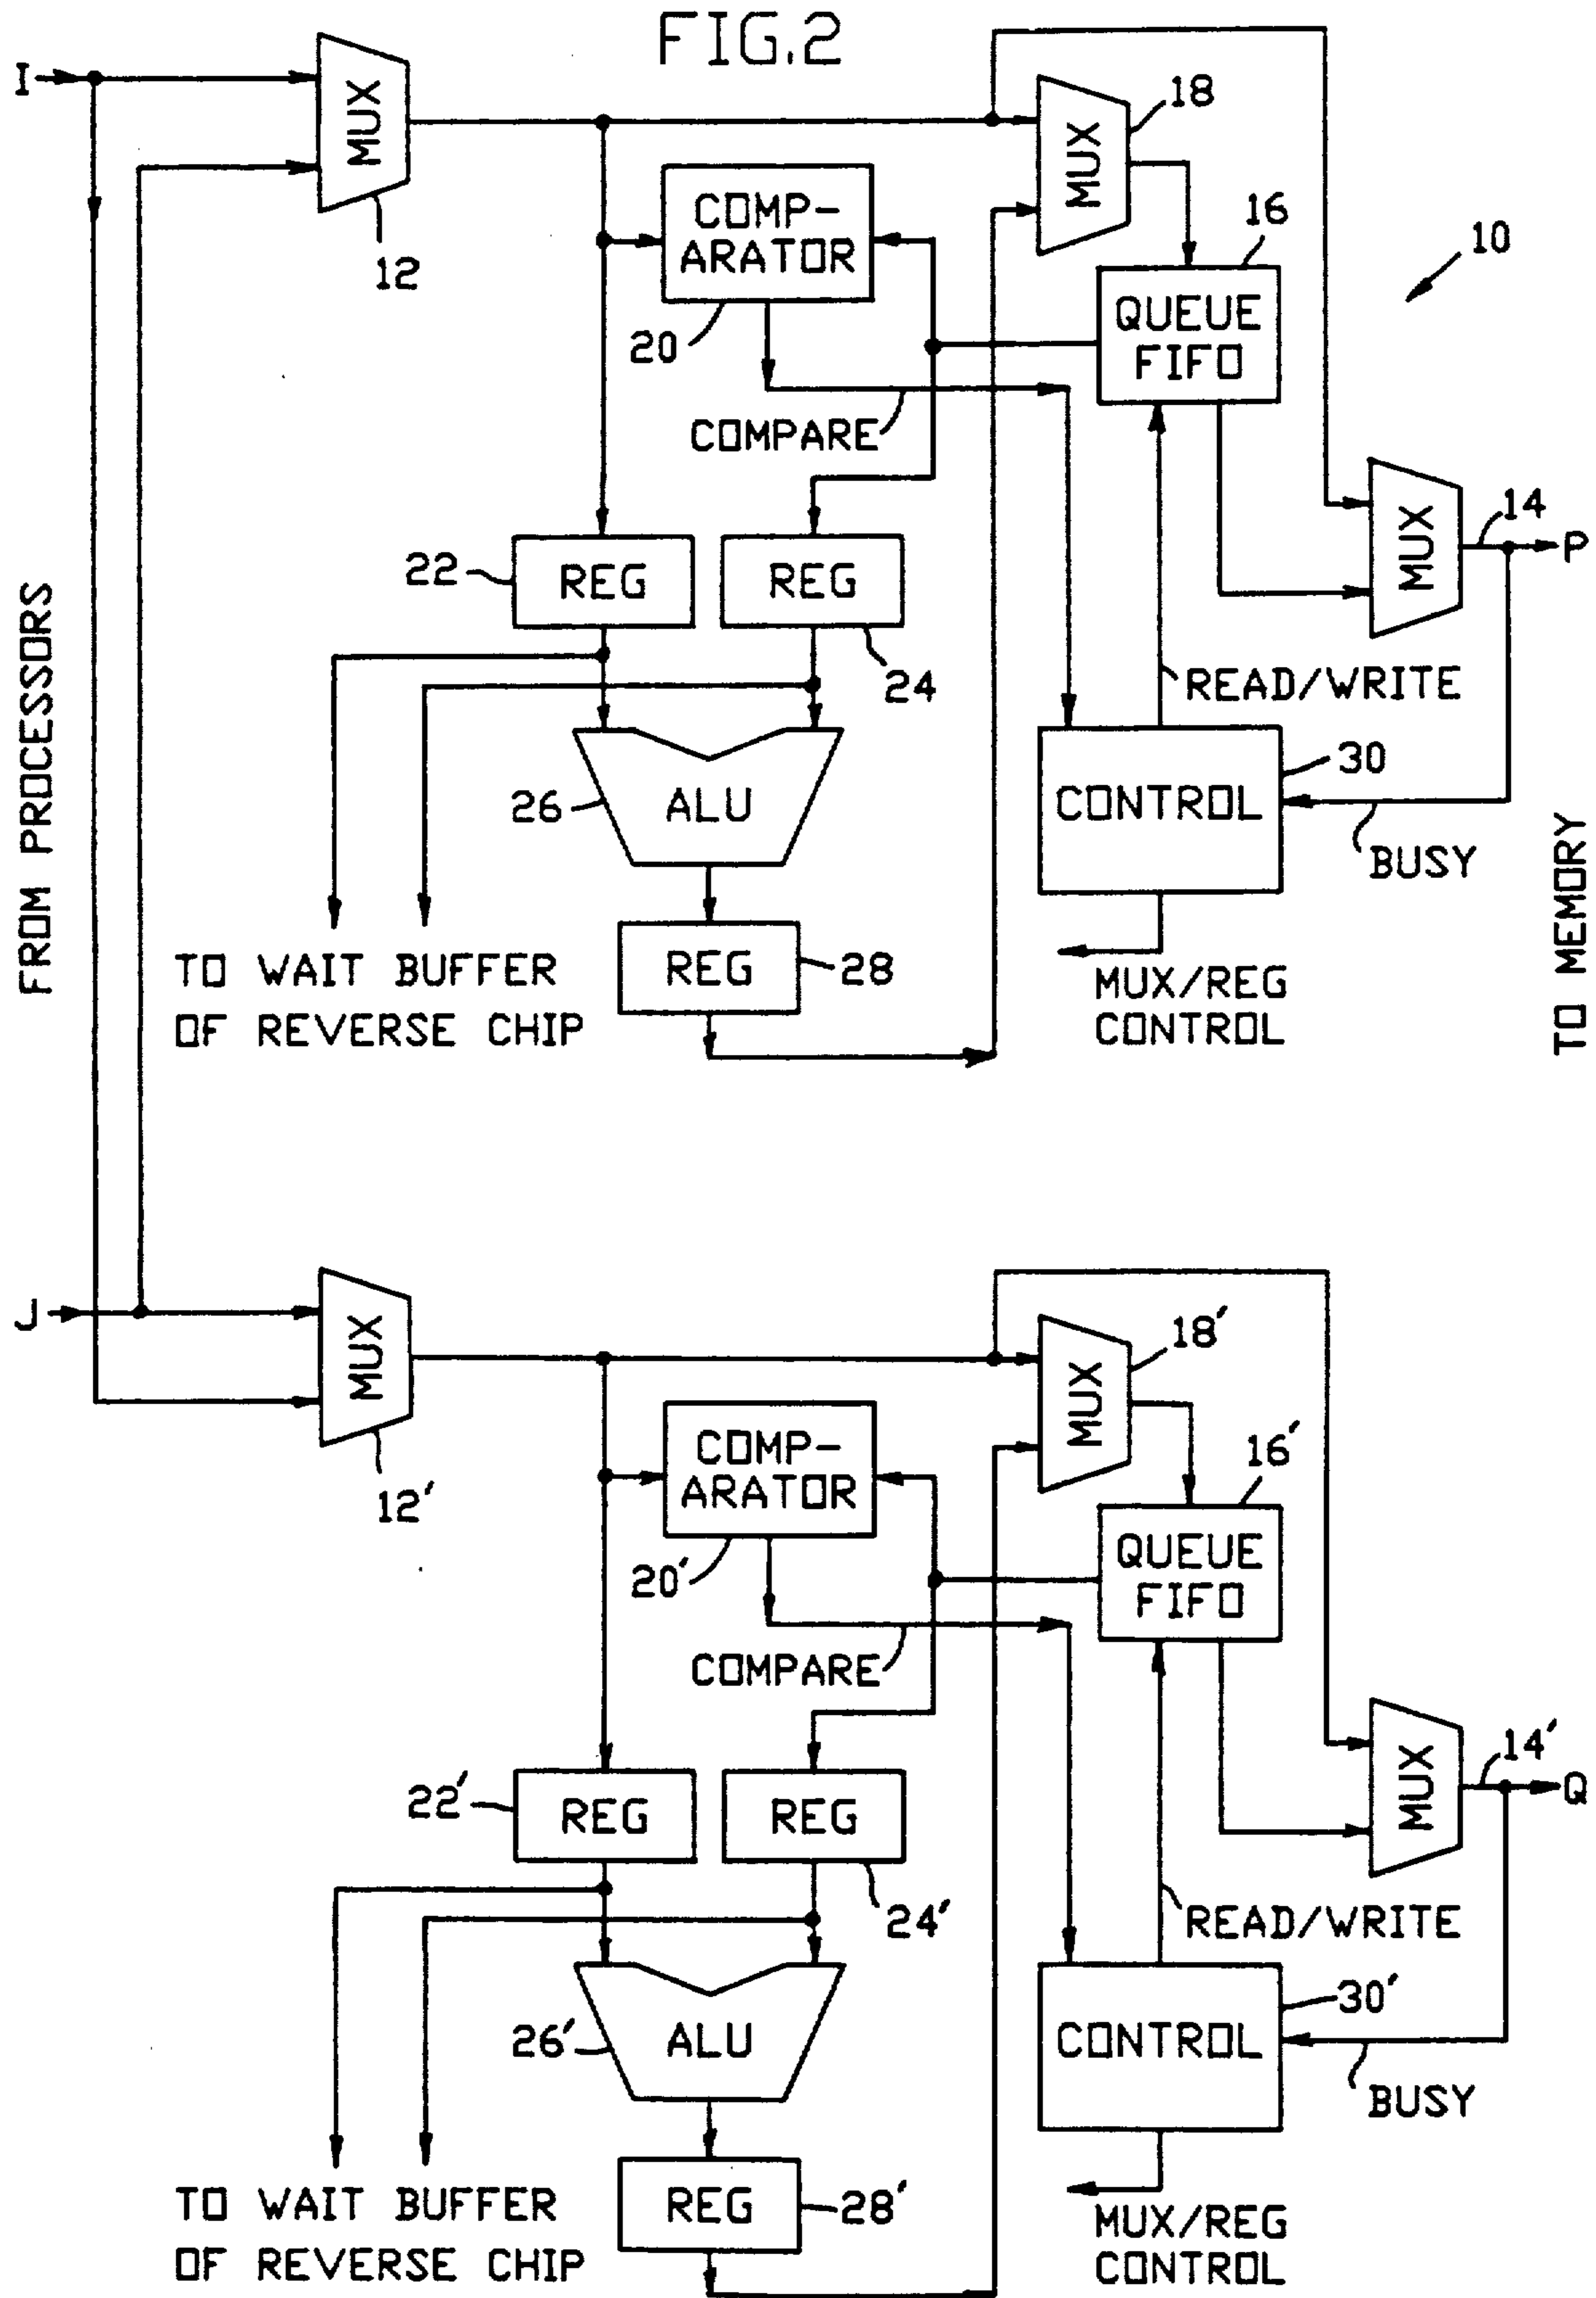 FIG.2
I
MUX
12
MUX
18
COMP-
ARATOR
20
16
QUEUE
FIFO
10
COMPARE
MUX
14
P
22
REG
REG
24
READ/WRITE
FROM PROCESSORS
26
ALU
CONTROL
30
BUSY
TO MEMORY
TO WAIT BUFFER
OF REVERSE CHIP
REG
28
MUX/REG
CONTROL
J
MUX
12'
MUX
18'
COMP-
ARATOR
20'
16'
QUEUE
FIFO
COMPARE
MUX
14'
Q
22'
REG
REG
24'
READ/WRITE
26'
ALU
CONTROL
30'
BUSY
TO WAIT BUFFER
OF REVERSE CHIP
REG
28'
MUX/REG
CONTROL